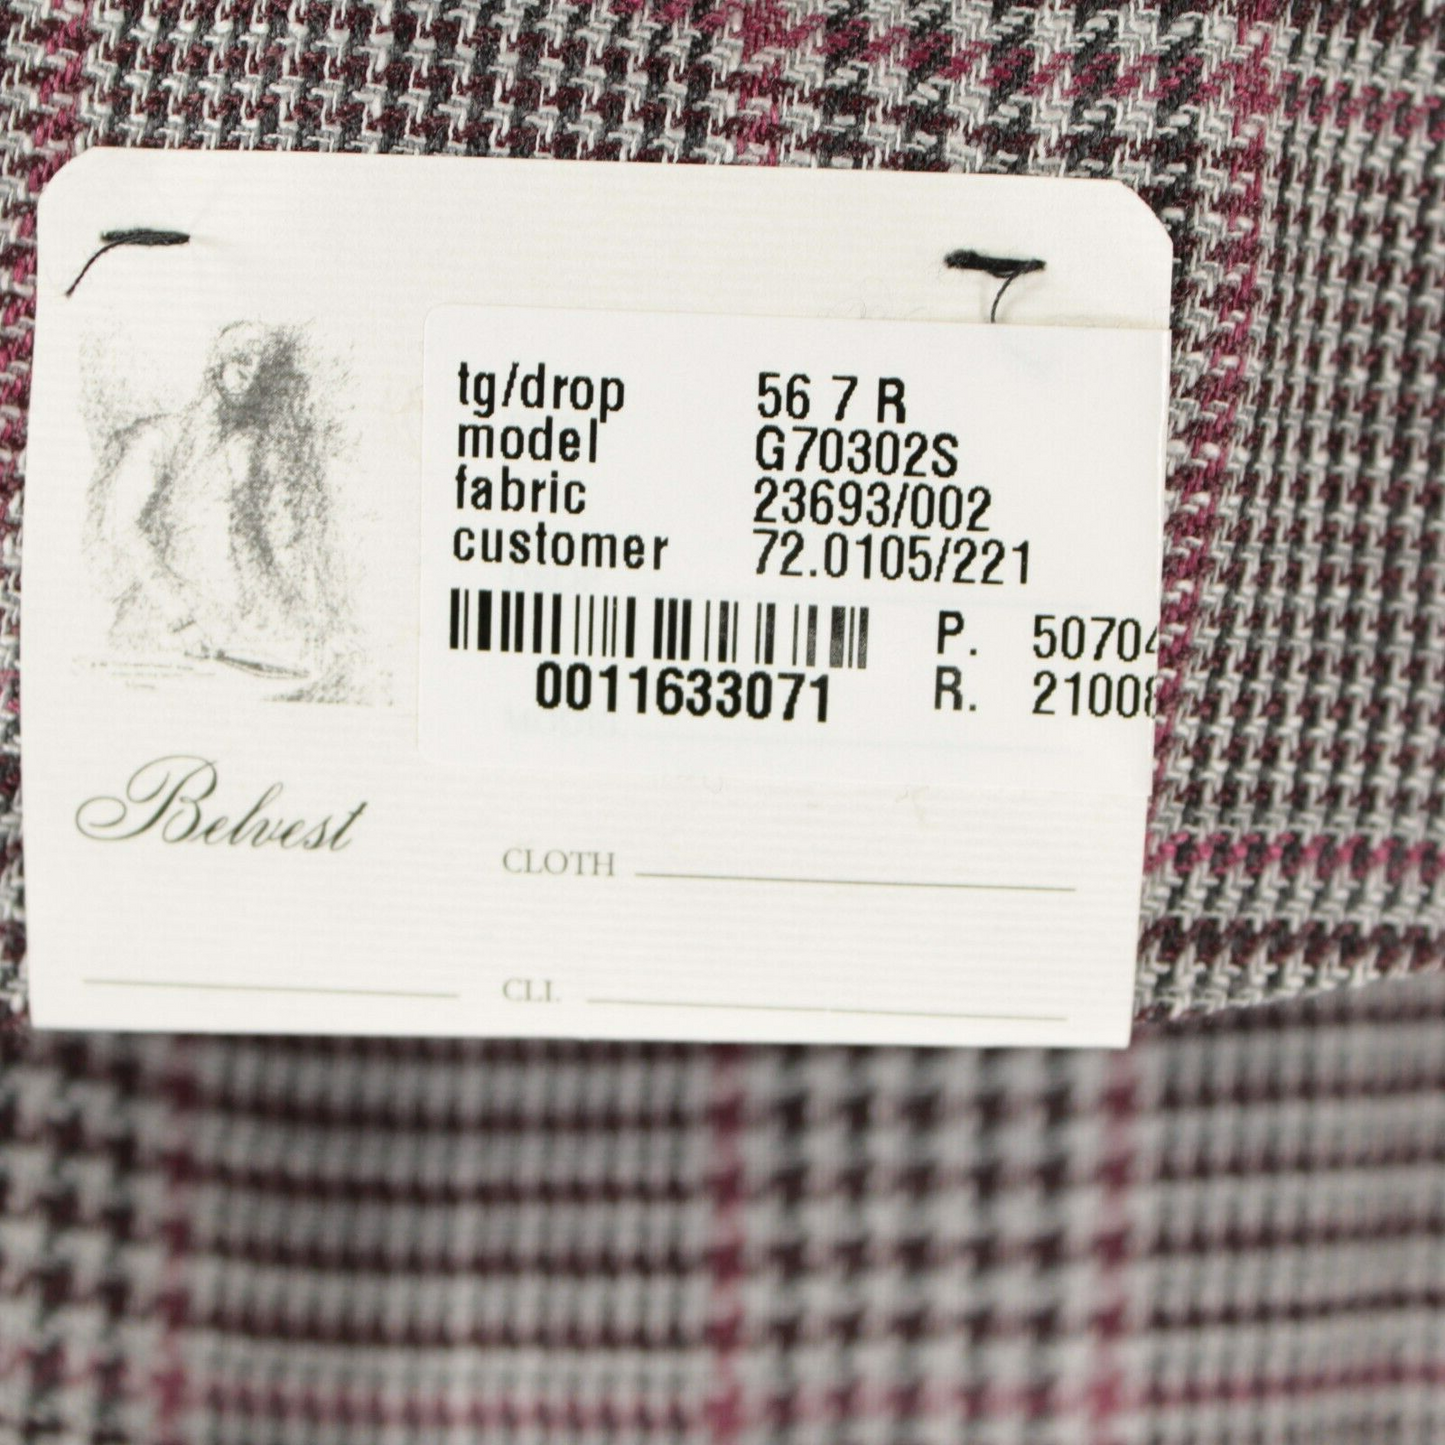 tg/drop 56 7 R
model G70302S
fabric 23693/002
customer 72.0105/221
P. 50704
0011633071 R. 21008
Belvest
CLOTH
CLI.